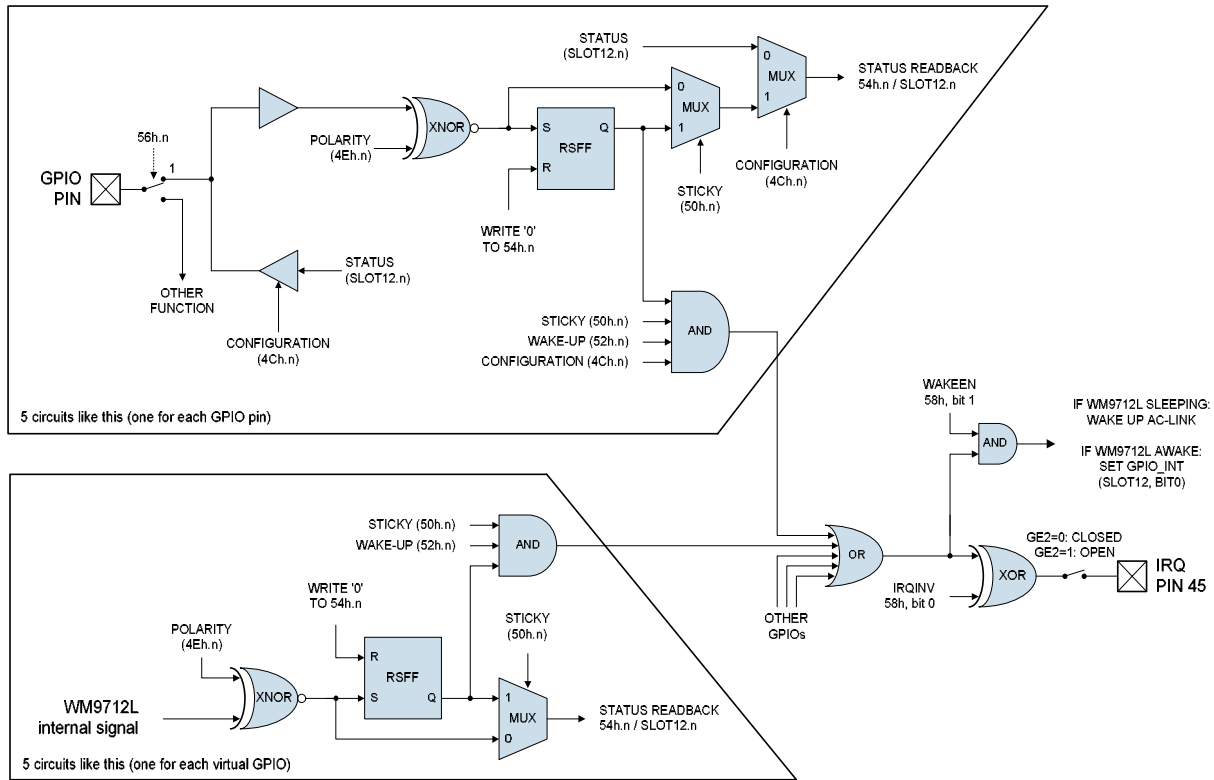 STATUS
(SLOT12.n)
0
MUX
1
STATUS READBACK
54h.n / SLOT12.n
CONFIGURATION
(4Ch.n)
0
MUX
1
STICKY
(50h.n)
XNOR
POLARITY
(4Eh.n)
S
Q
RSFF
R
WRITE '0'
TO 54h.n
56h.n
1
GPIO
PIN
OTHER
FUNCTION
STATUS
(SLOT12.n)
CONFIGURATION
(4Ch.n)
STICKY (50h.n)
WAKE-UP (52h.n)
CONFIGURATION (4Ch.n)
AND
5 circuits like this (one for each GPIO pin)
WAKEEN
58h, bit 1
AND
IF WM9712L SLEEPING:
WAKE UP AC-LINK
IF WM9712L AWAKE:
SET GPIO_INT
(SLOT12, BIT0)
STICKY (50h.n)
WAKE-UP (52h.n)
AND
OR
OTHER
GPIOs
IRQINV
58h, bit 0
XOR
GE2=0: CLOSED
GE2=1: OPEN
IRQ
PIN 45
WRITE '0'
TO 54h.n
POLARITY
(4Eh.n)
XNOR
WM9712L
internal signal
R
RSFF
S
Q
STICKY
(50h.n)
1
MUX
0
STATUS READBACK
54h.n / SLOT12.n
5 circuits like this (one for each virtual GPIO)